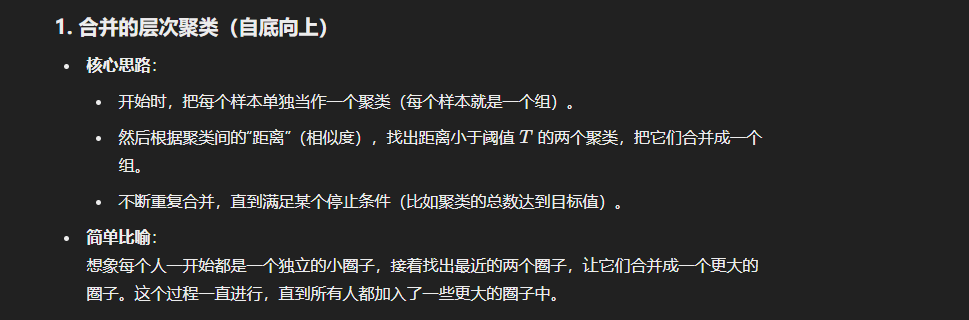 1. 合并的层次聚类（自底向上）
• 核心思路：
• 开始时，把每个样本单独当作一个聚类（每个样本就是一个组）。
• 然后根据聚类间的“距离”（相似度），找出距离小于阈值 T 的两个聚类，把它们合并成一个
组。
• 不断重复合并，直到满足某个停止条件（比如聚类的总数达到目标值）。
• 简单比喻：
想象每个人一开始都是一个独立的小圈子，接着找出最近的两个圈子，让它们合并成一个更大的
圈子。这个过程一直进行，直到所有人都加入了一些更大的圈子中。